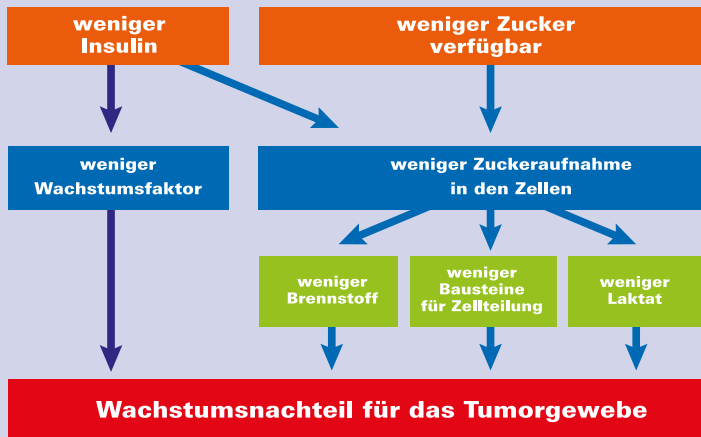 weniger
Insulin
weniger Zucker
verfügbar
weniger
Wachstumsfaktor
weniger Zuckeraufnahme
in den Zellen
weniger
Brennstoff
weniger
Bausteine
für Zellteilung
weniger
Laktat
Wachstumsnachteil für das Tumorgewebe